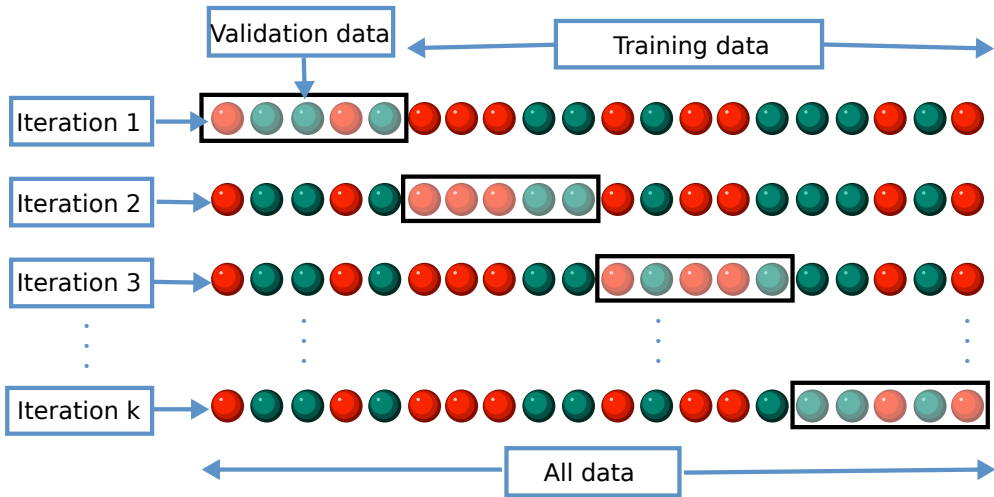 Validation data
Training data
Iteration 1
Iteration 2
Iteration 3
Iteration k
All data